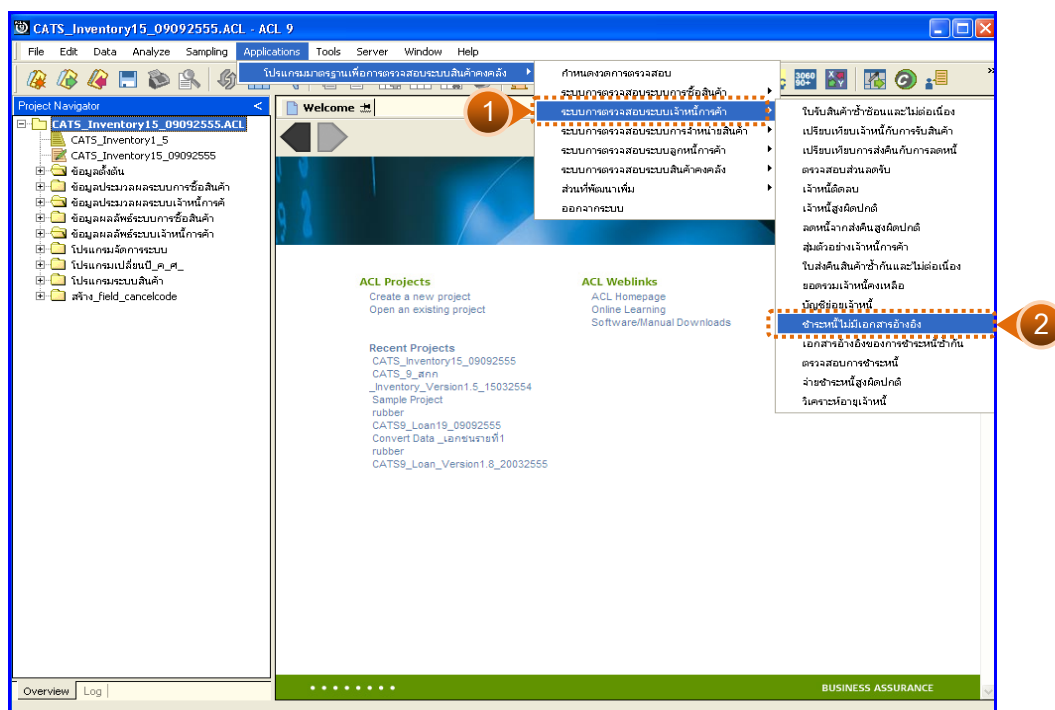 CATS_Inventory15_09092555.ACL - ACL 9
File Edit Data Analyze Sampling Applications Tools Server Window Help
โปรแกรมมาตรฐานเพื่อการตรวจสอบระบบสินค้าคงคลัง
กำหนดงวดการตรวจสอบ
ระบบการตรวจสอบระบบการซื้อสินค้า
ระบบการตรวจสอบระบบเจ้าหนี้การค้า
ระบบการตรวจสอบระบบการจำหน่ายสินค้า
ระบบการตรวจสอบระบบลูกหนี้การค้า
ระบบการตรวจสอบระบบสินค้าคงคลัง
ส่วนที่พัฒนาเพิ่ม
ออกจากระบบ
1
ใบรับสินค้าซ้ำซ้อนและไม่ต่อเนื่อง
เปรียบเทียบเจ้าหนี้กับการรับสินค้า
เปรียบเทียบการส่งคืนกับการลดหนี้
ตรวจสอบส่วนลดรับ
เจ้าหนี้ติดลบ
เจ้าหนี้สูงผิดปกติ
ลดหนี้จากส่งคืนสูงผิดปกติ
สุ่มตัวอย่างเจ้าหนี้การค้า
ใบส่งคืนสินค้าซ้ำกันและไม่ต่อเนื่อง
ยอดรวมเจ้าหนี้คงเหลือ
บัญชีย่อยเจ้าหนี้
ชำระหนี้ไม่มีเอกสารอ้างอิง
เอกสารอ้างอิงของการชำระหนี้ซ้ำกัน
ตรวจสอบการชำระหนี้
จ่ายชำระหนี้สูงผิดปกติ
วิเคราะห์อายุเจ้าหนี้
2
Project Navigator <
CATS_Inventory15_09092555.ACL
CATS_Inventory1_5
CATS_Inventory15_09092555
ข้อมูลตั้งต้น
ข้อมูลประมวลผลระบบการซื้อสินค้า
ข้อมูลประมวลผลระบบเจ้าหนี้การค้
ข้อมูลผลลัพธ์ระบบการซื้อสินค้า
ข้อมูลผลลัพธ์ระบบเจ้าหนี้การค้า
โปรแกรมจัดการระบบ
โปรแกรมเปลี่ยนปี_ค_ศ_
โปรแกรมระบบสินค้า
สร้าง_field_cancelcode
Welcome
ACL Projects
Create a new project
Open an existing project
Recent Projects
CATS_Inventory15_09092555
CATS_9_สกก
_Inventory_Version1.5_15032554
Sample Project
rubber
CATS9_Loan19_09092555
Convert Data _เอกชนรายที่1
rubber
CATS9_Loan_Version1.8_20032555
ACL Weblinks
ACL Homepage
Online Learning
Software/Manual Downloads
Overview Log
BUSINESS ASSURANCE